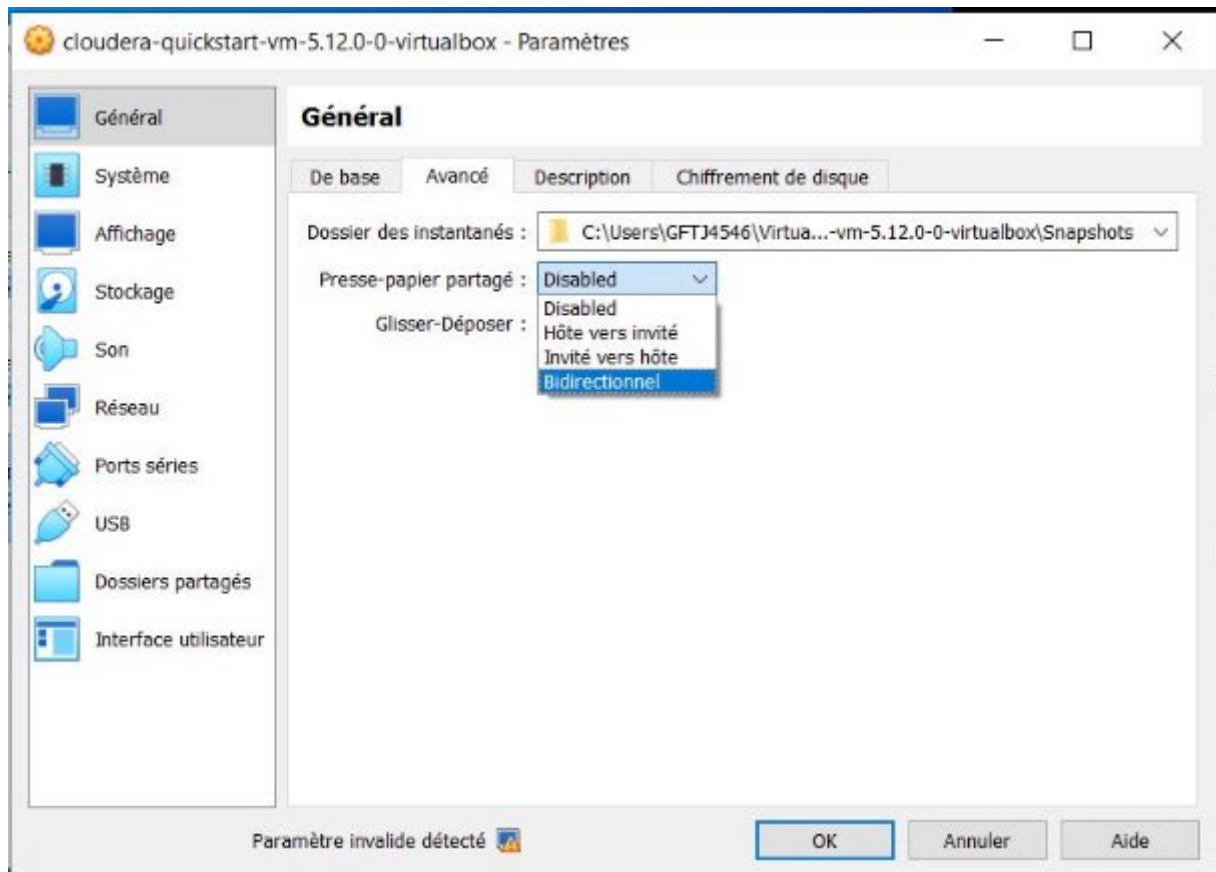 cloudera-quickstart-vm-5.12.0-0-virtualbox - Paramètres
Général
Système
Affichage
Stockage
Son
Réseau
Ports séries
USB
Dossiers partagés
Interface utilisateur
Général
De base Avancé Description Chiffrement de disque
Dossier des instantanés : C:\Users\GFTJ4546\Virtua...-vm-5.12.0-0-virtualbox\Snapshots
Presse-papier partagé : Disabled
Glisser-Déposer :
Disabled
Hôte vers invité
Invité vers hôte
Bidirectionnel
Paramètre invalide détecté
OK Annuler Aide